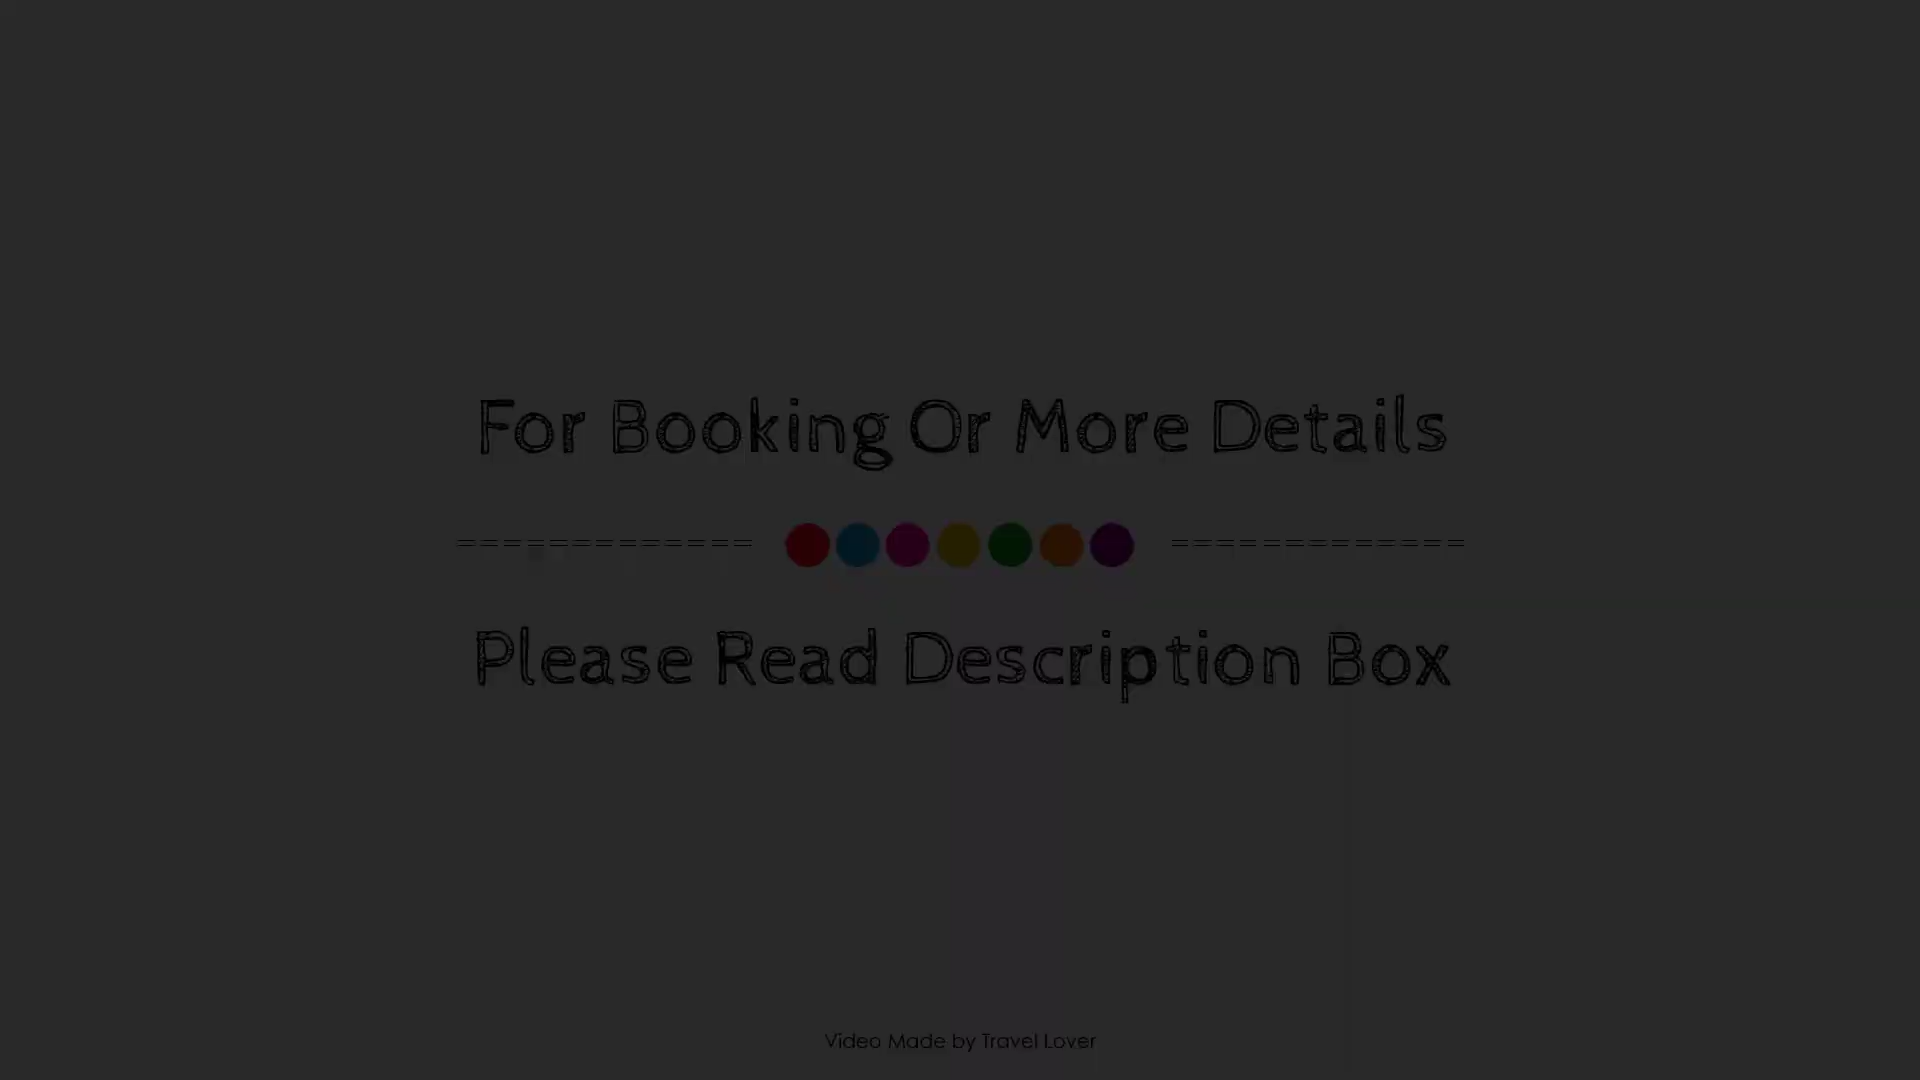 For Booking Or More Details
============= =============
Please Read Description Box
Video Made by Travel Lover